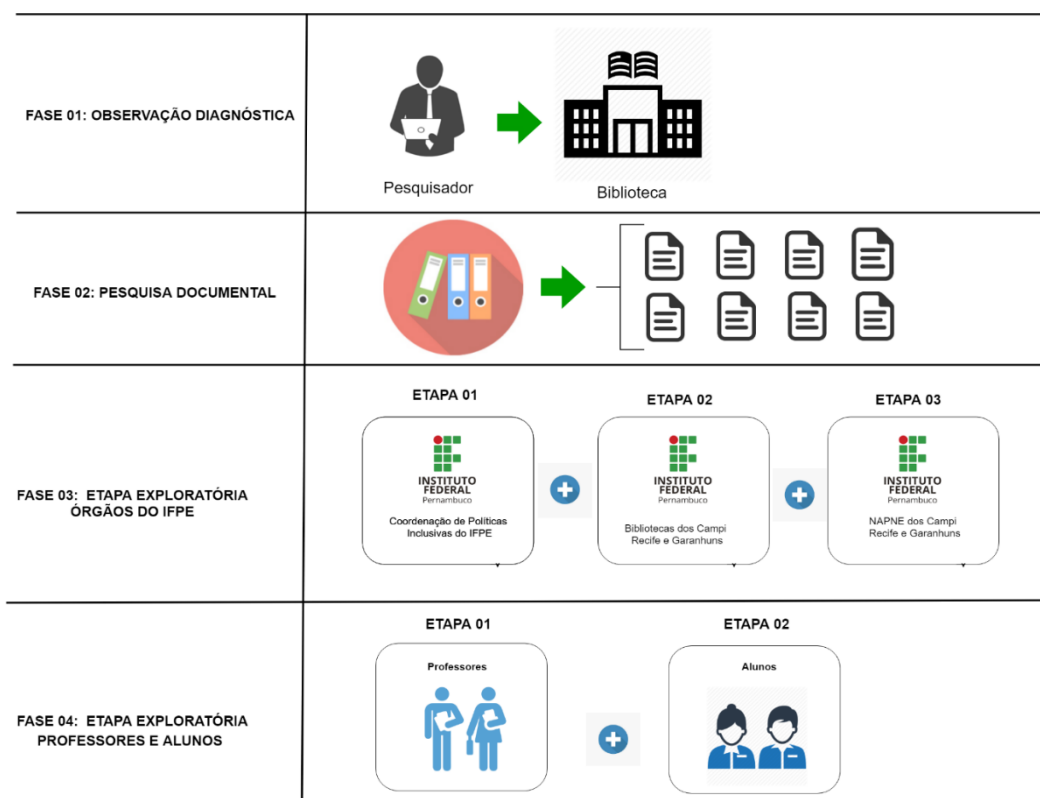 FASE 01: OBSERVAÇÃO DIAGNÓSTICA
Pesquisador
Biblioteca
FASE 02: PESQUISA DOCUMENTAL
FASE 03: ETAPA EXPLORATÓRIA
ÓRGÃOS DO IFPE
ETAPA 01
INSTITUTO
FEDERAL
Pernambuco
Coordenação de Políticas
Inclusivas do IFPE
ETAPA 02
INSTITUTO
FEDERAL
Pernambuco
Bibliotecas dos Campi
Recife e Garanhuns
ETAPA 03
INSTITUTO
FEDERAL
Pernambuco
NAPNE dos Campi
Recife e Garanhuns
FASE 04: ETAPA EXPLORATÓRIA
PROFESSORES E ALUNOS
ETAPA 01
Professores
ETAPA 02
Alunos